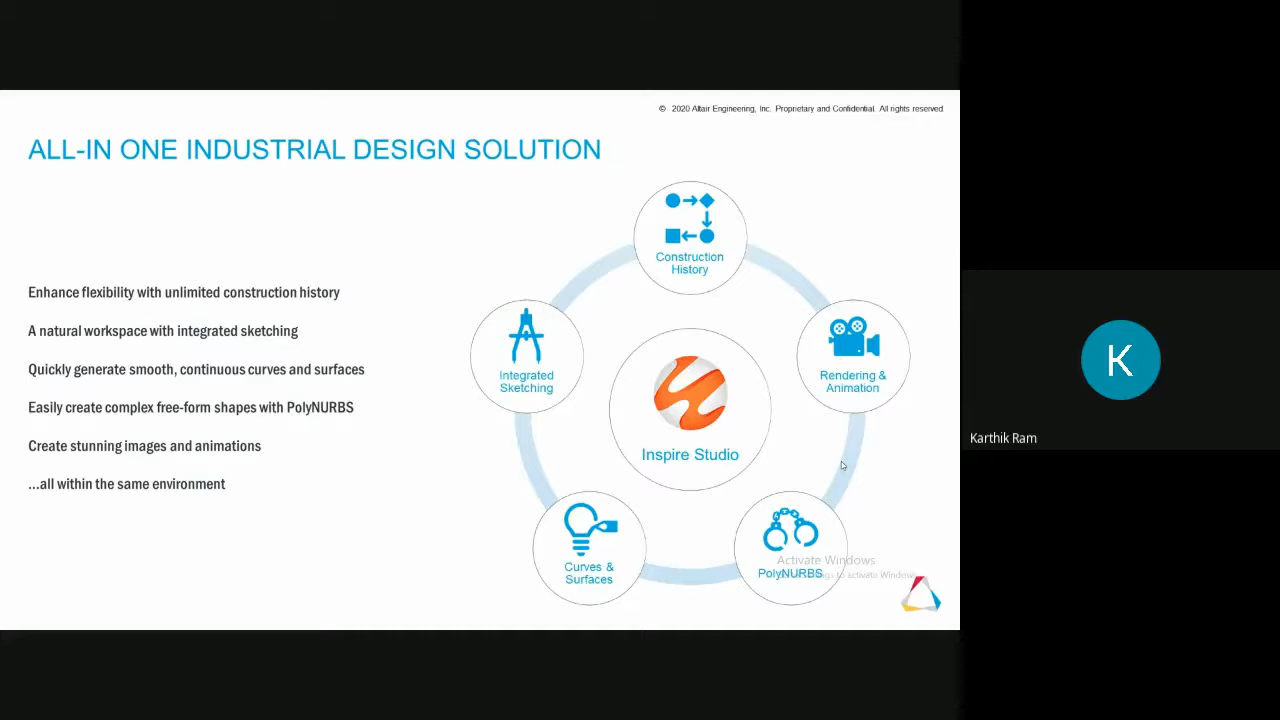 © 2020 Altair Engineering, Inc. Proprietary and Confidential. All rights reserved.
ALL-IN ONE INDUSTRIAL DESIGN SOLUTION
Enhance flexibility with unlimited construction history
A natural workspace with integrated sketching
Quickly generate smooth, continuous curves and surfaces
Easily create complex free-form shapes with PolyNURBS
Create stunning images and animations
...all within the same environment
Construction
History
Integrated
Sketching
Rendering &
Animation
Inspire Studio
Curves &
Surfaces
PolyNURBS
Activate Windows
to activate Windows.
K
Karthik Ram